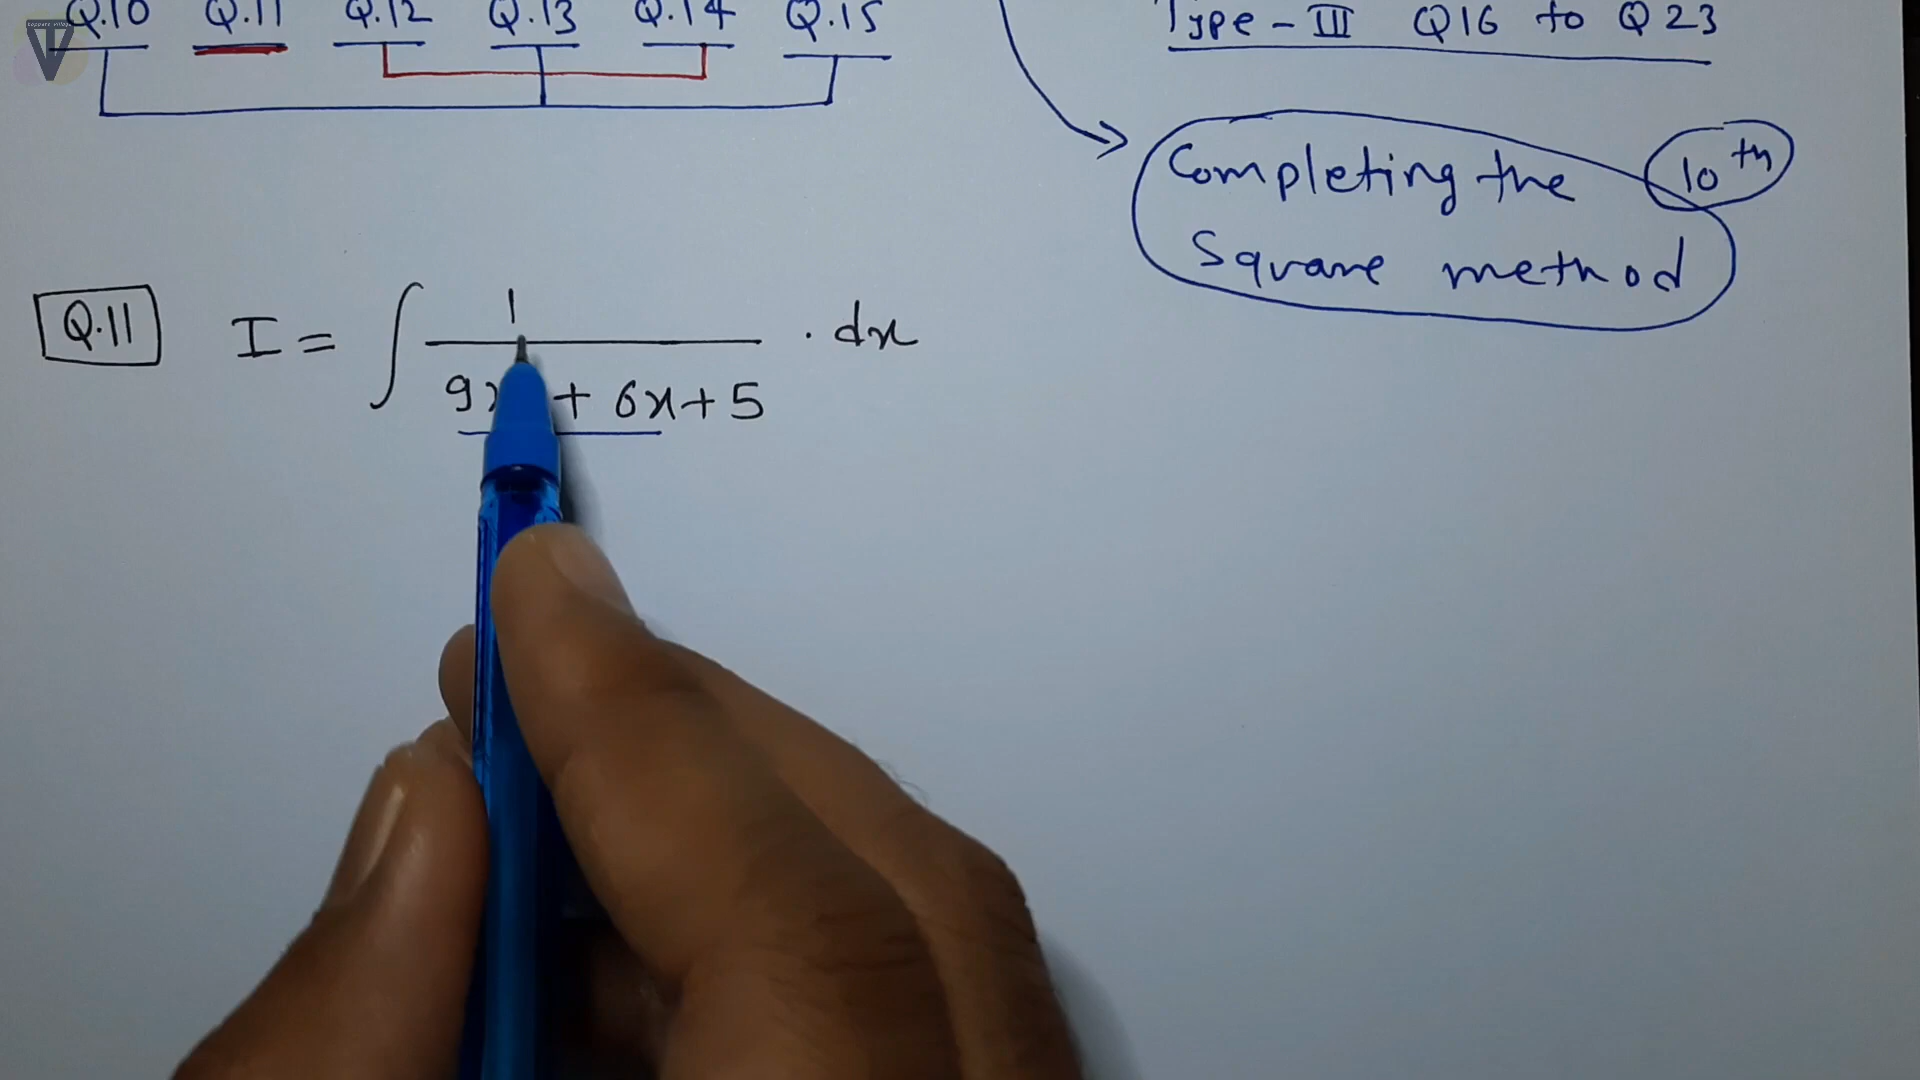 Q.10 Q.11 Q.12 Q.13 Q.14 Q.15
Type - III Q16 to Q23
Completing the
Square method
10th
Q.11 I = ∫ 1 / 9x + 6x + 5 . dx